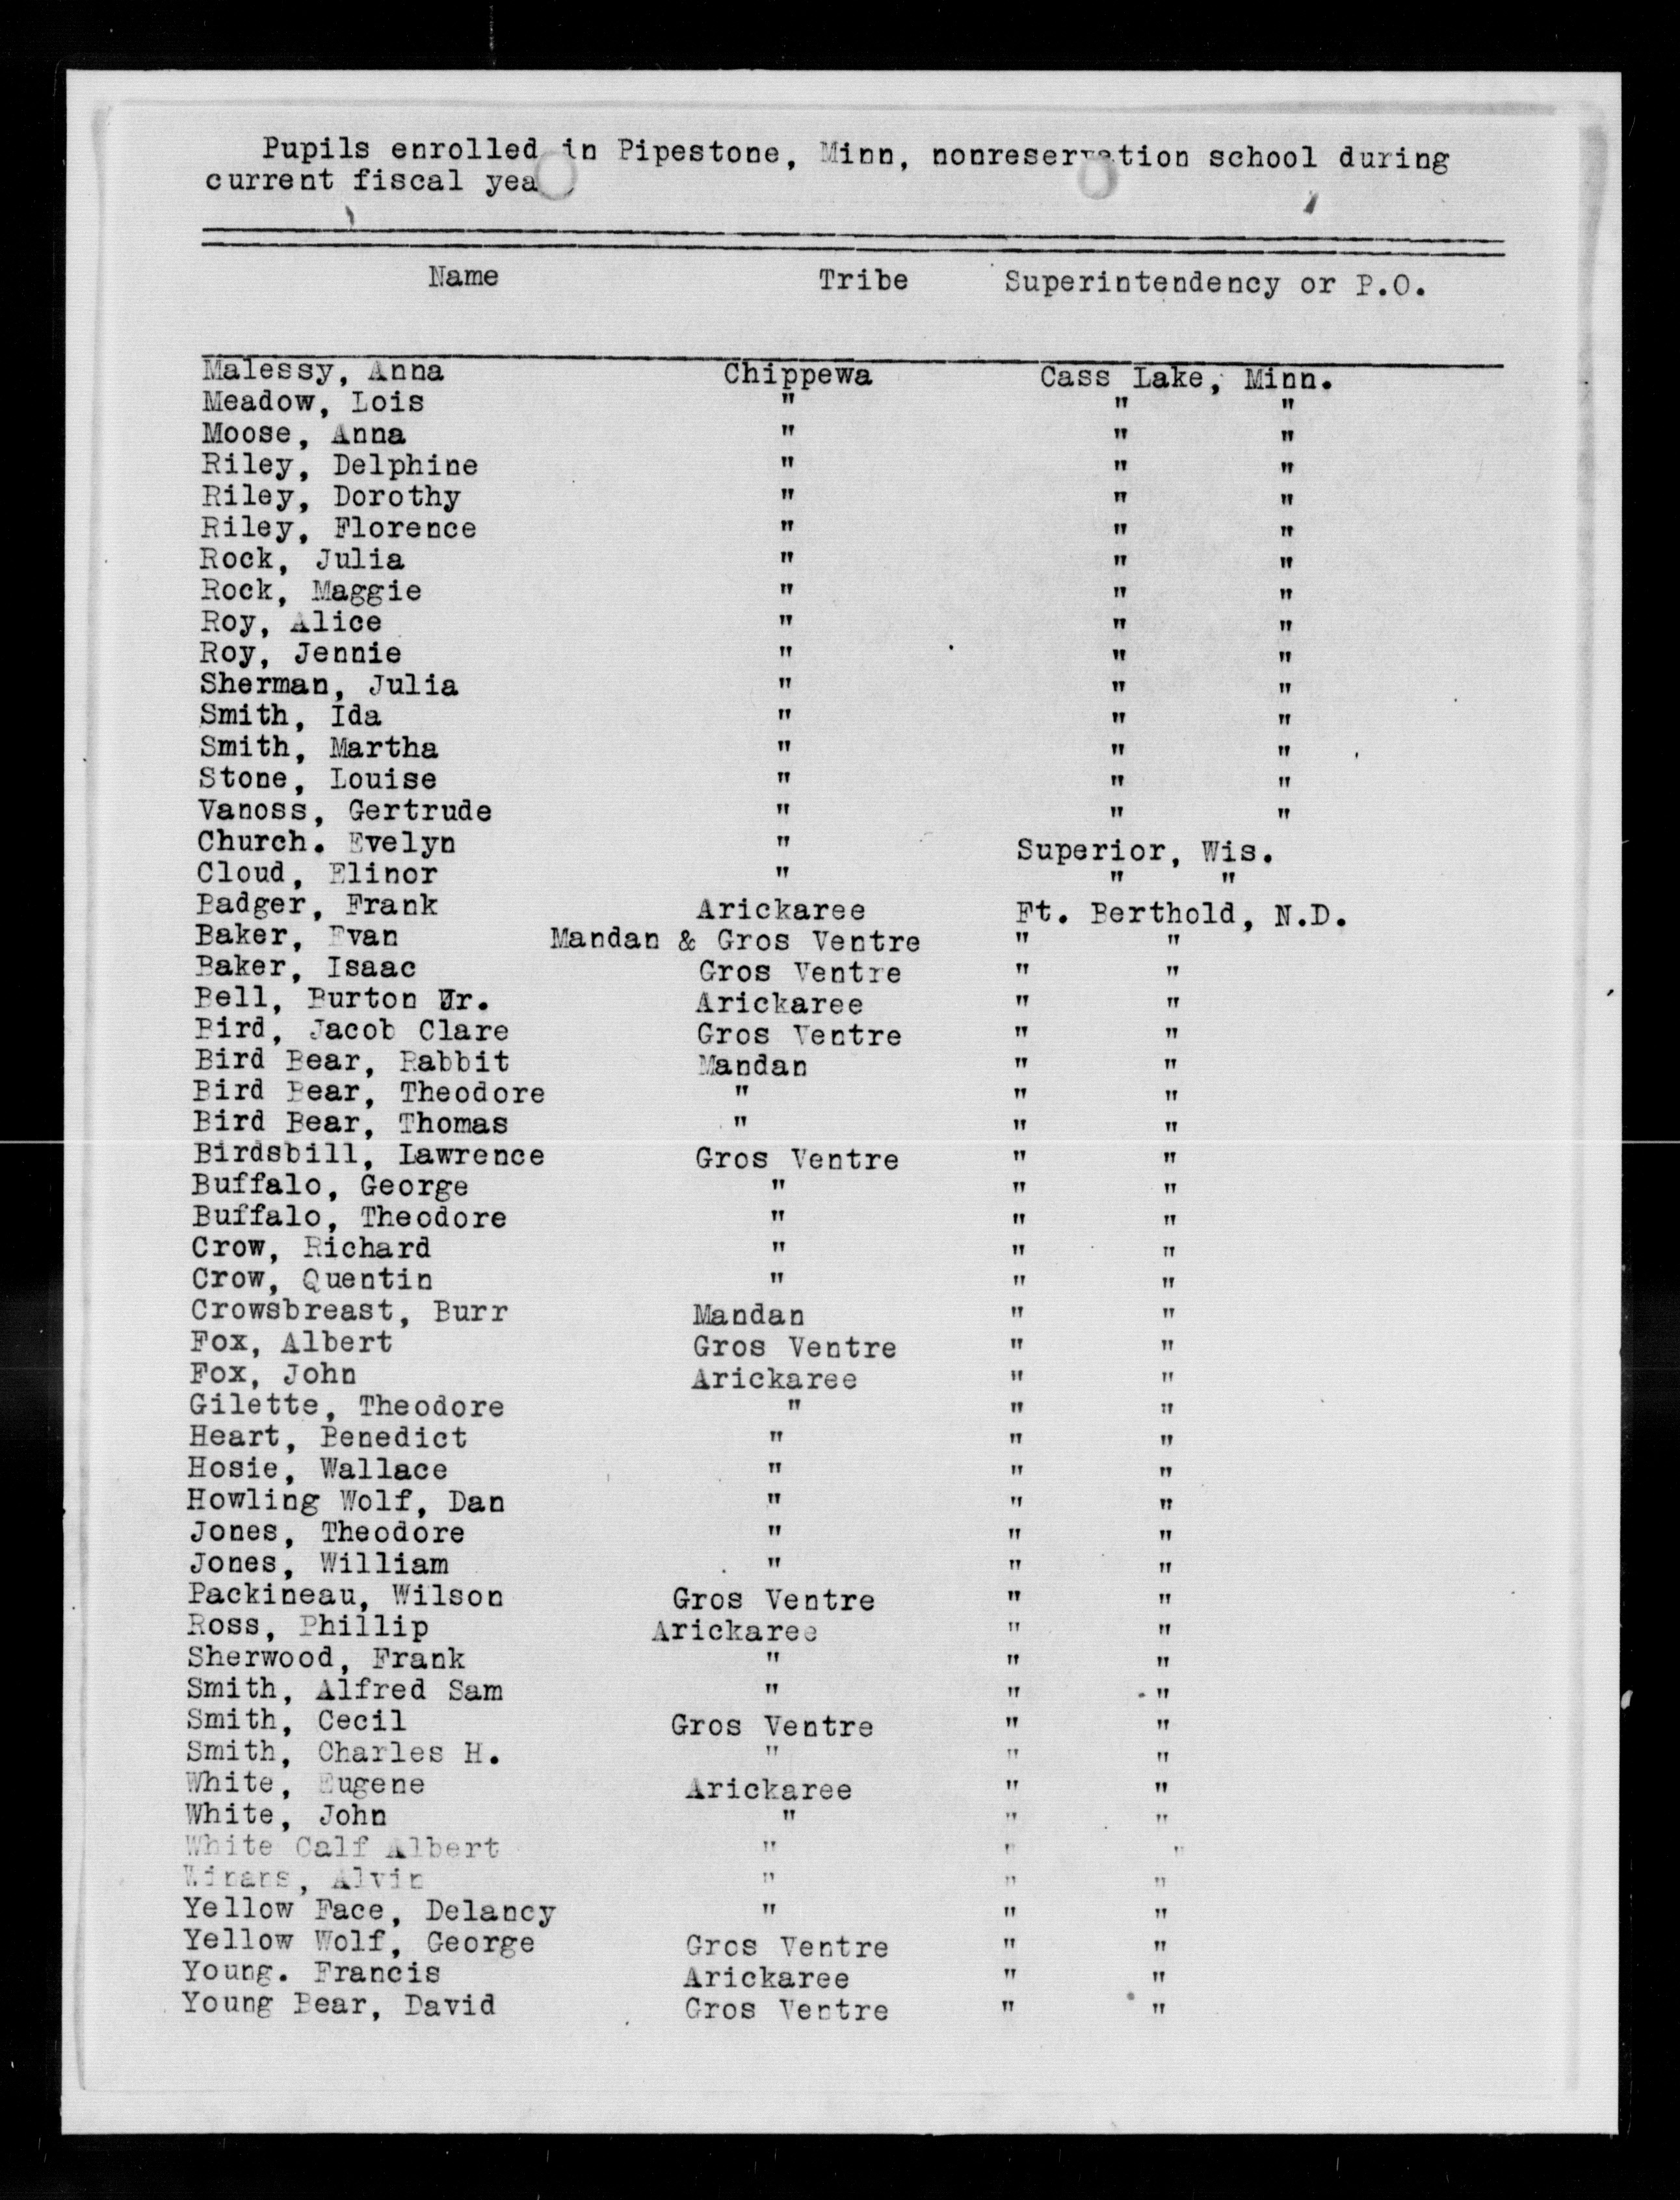 Pupils enrolled in Pipestone, Minn, nonreservation school during
current fiscal yea
Name Tribe Superintendency or P.O.
Malessy, Anna Chippewa Cass Lake, Minn.
Meadow, Lois " " "
Moose, Anna " " "
Riley, Delphine " " "
Riley, Dorothy " " "
Riley, Florence " " "
Rock, Julia " " "
Rock, Maggie " " "
Roy, Alice " " "
Roy, Jennie " " "
Sherman, Julia " " "
Smith, Ida " " "
Smith, Martha " " "
Stone, Louise " " "
Vanoss, Gertrude " " "
Church. Evelyn " Superior, Wis.
Cloud, Elinor " " "
Badger, Frank Arickaree Ft. Berthold, N.D.
Baker, Evan Mandan & Gros Ventre " "
Baker, Isaac Gros Ventre " "
Bell, Burton Jr. Arickaree " "
Bird, Jacob Clare Gros Ventre " "
Bird Bear, Rabbit Mandan " "
Bird Bear, Theodore " " "
Bird Bear, Thomas " " "
Birdsbill, Lawrence Gros Ventre " "
Buffalo, George " " "
Buffalo, Theodore " " "
Crow, Richard " " "
Crow, Quentin " " "
Crowsbreast, Burr Mandan " "
Fox, Albert Gros Ventre " "
Fox, John Arickaree " "
Gilette, Theodore " " "
Heart, Benedict " " "
Hosie, Wallace " " "
Howling Wolf, Dan " " "
Jones, Theodore " " "
Jones, William " " "
Packineau, Wilson Gros Ventre " "
Ross, Phillip Arickaree " "
Sherwood, Frank " " "
Smith, Alfred Sam " " "
Smith, Cecil Gros Ventre " "
Smith, Charles H. " " "
White, Eugene Arickaree " "
White, John " " "
White Calf Albert " " "
Winans, Alvin " " "
Yellow Face, Delancy " " "
Yellow Wolf, George Gros Ventre " "
Young. Francis Arickaree " "
Young Bear, David Gros Ventre " "